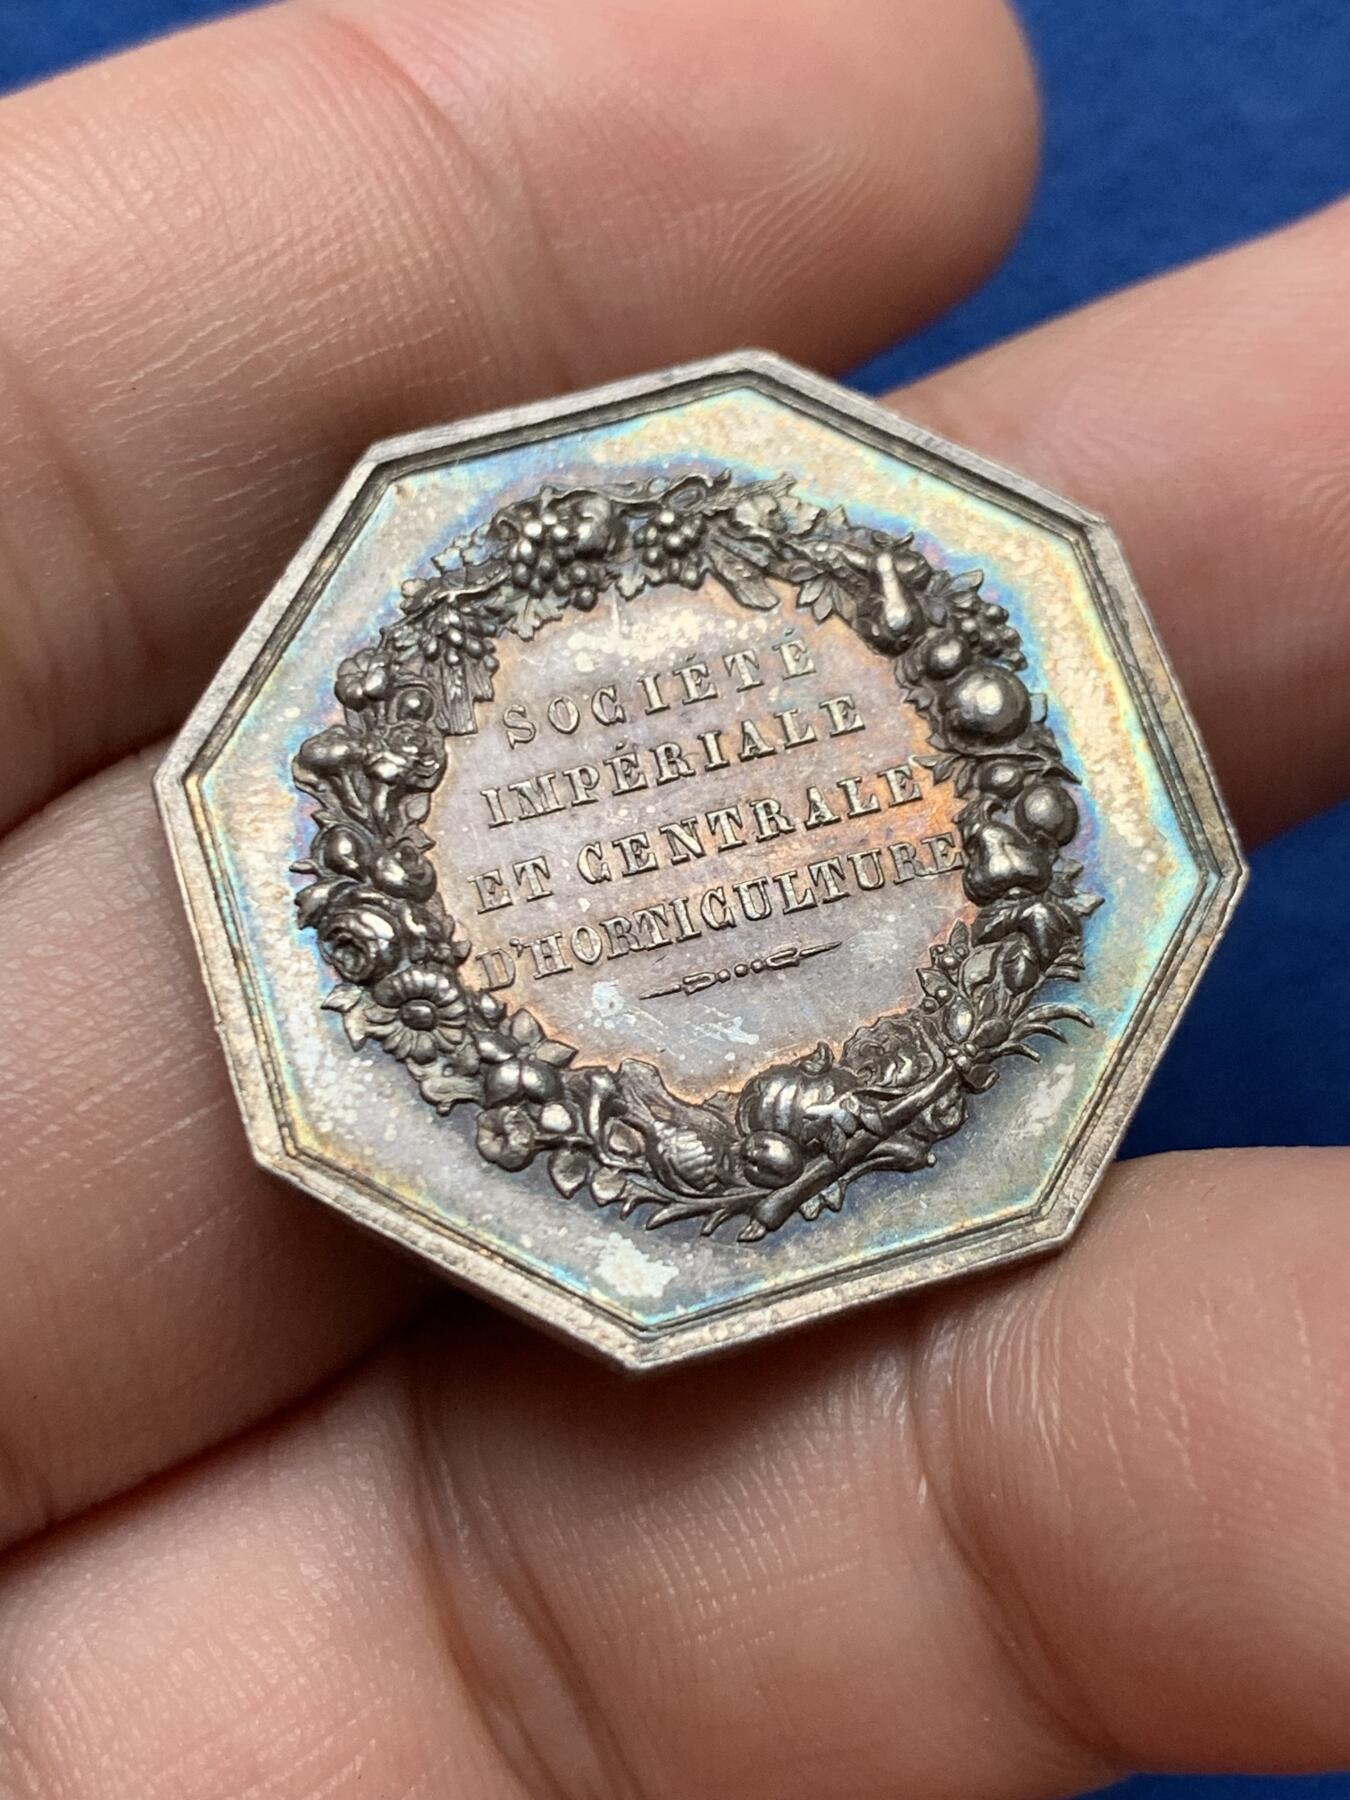 SOCIÉTÉ
IMPÉRIALE
ET CENTRALE
D'HORTICULTURE